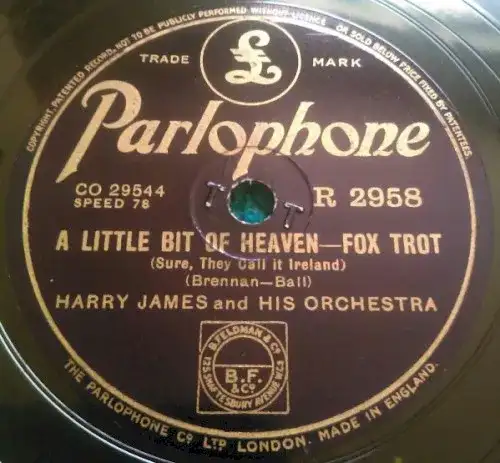 COPYRIGHT, PATENTED RECORD, NOT TO BE PUBLICLY PERFORMED WITHOUT LICENCE OR SOLD BELOW PRICE FIXED BY PATENTEES.
£
TRADE MARK
Parlophone
CO 29544
SPEED 78
R 2958
T T
A LITTLE BIT OF HEAVEN—FOX TROT
(Sure, They Call it Ireland)
(Brennan—Ball)
HARRY JAMES and HIS ORCHESTRA
B. FELDMAN & Co
B.F.
& Co
125, SHAFTESBURY AVENUE W.C.2
THE PARLOPHONE Co LTD LONDON. MADE IN ENGLAND.